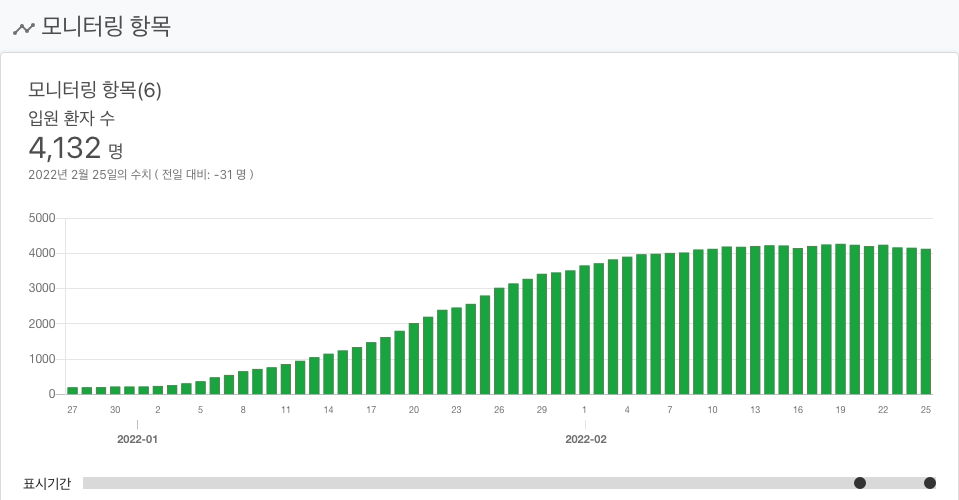 모니터링 항목
모니터링 항목(6)
입원 환자 수
4,132 명
2022년 2월 25일의 수치 ( 전일 대비: -31 명 )
5000
4000
3000
2000
1000
0
27 30 2 5 8 11 14 17 20 23 26 29 1 4 7 10 13 16 19 22 25
2022-01 2022-02
표시기간